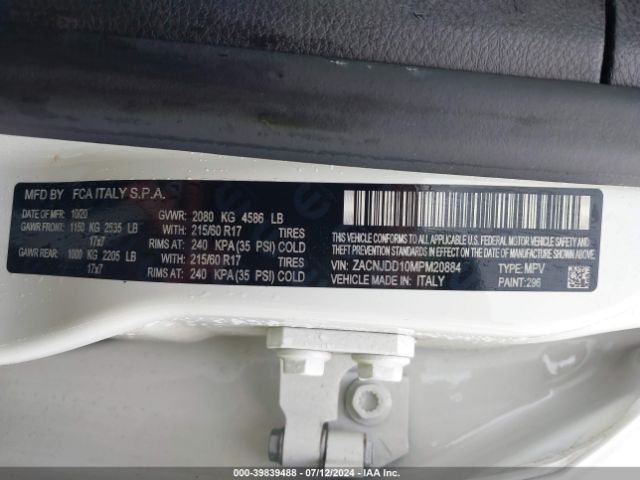 MFD BY FCA ITALY S.P.A.
DATE OF MFR: 10/20 GVWR: 2080 KG 4586 LB
GAWR FRONT: 1150 KG 2535 LB WITH: 215/60 R17 TIRES
17x7 RIMS AT: 240 KPA(35 PSI) COLD
GAWR REAR: 1000 KG 2205 LB WITH: 215/60 R17 TIRES
17x7 RIMS AT: 240 KPA(35 PSI) COLD
THIS VEHICLE CONFORMS TO ALL APPLICABLE U.S. FEDERAL MOTOR VEHICLE SAFETY, BUMPER, AND
THEFT PREVENTION STANDARDS IN EFFECT ON THE DATE OF MANUFACTURE SHOWN ABOVE
VIN: ZACNJDD10MPM20884 TYPE: MPV
VEHICLE MADE IN: ITALY PAINT: 296
000-39839488 - 07/12/2024 - IAA Inc.